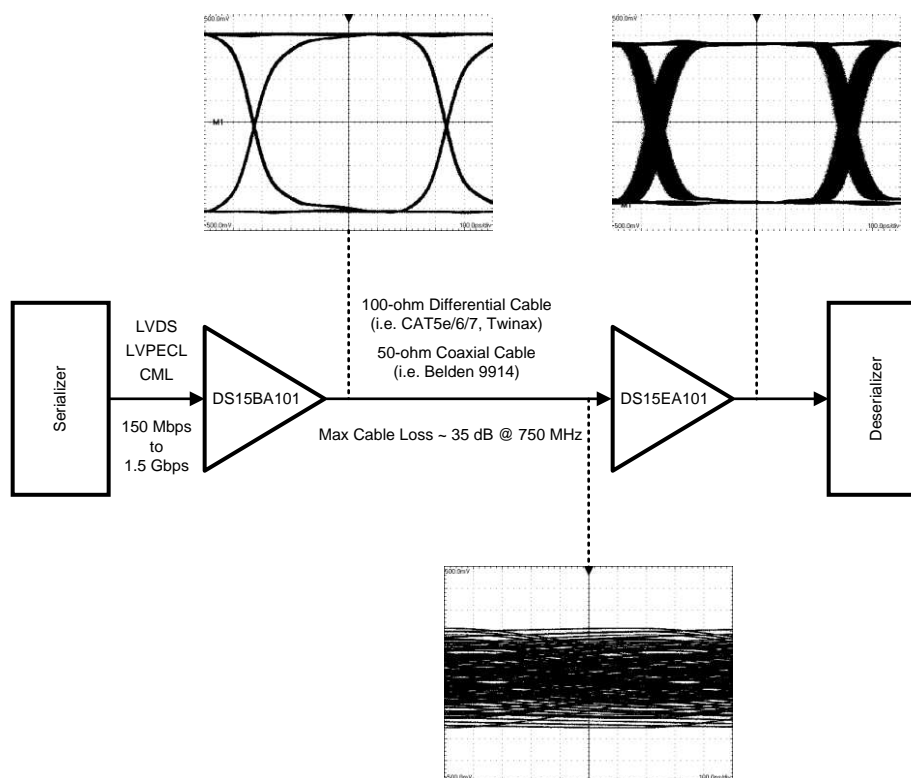 500.0mV
M1
-500.0mV
100.0ps/div
500.0mV
M1
-500.0mV
100.0ps/div
Serializer
LVDS
LVPECL
CML
150 Mbps
to
1.5 Gbps
DS15BA101
100-ohm Differential Cable
(i.e. CAT5e/6/7, Twinax)
50-ohm Coaxial Cable
(i.e. Belden 9914)
Max Cable Loss ~ 35 dB @ 750 MHz
DS15EA101
Deserializer
500.0mV
-500.0mV
100.0ps/div